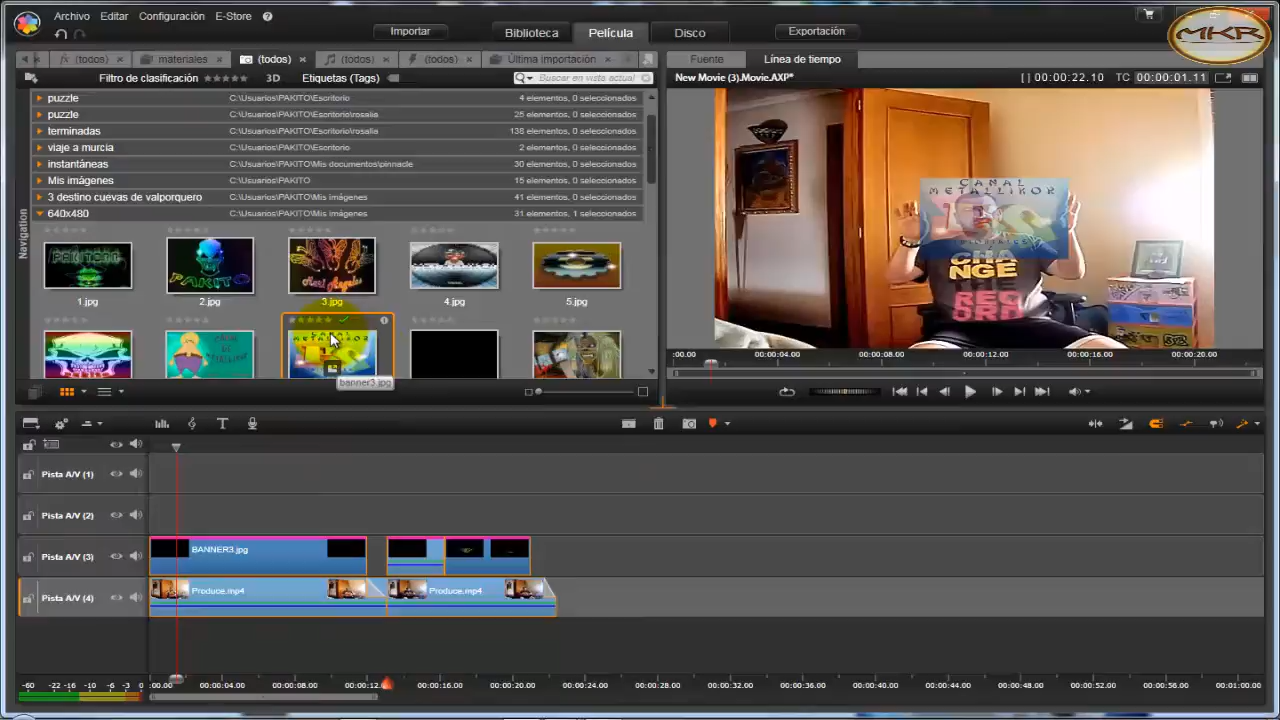 Archivo Editar Configuración E-Store ?
Importar Biblioteca Película Disco Exportación
MKR
(todos) materiales (todos) (todos) (todos) Última importación
Fuente Línea de tiempo
Filtro de clasificación 3D Etiquetas (Tags) Buscar en vista actual
New Movie (3).Movie.AXP* [ ] 00:00:22.10 TC 00:00:01.11
puzzle C:\Usuarios\PAKITO\Escritorio 4 elementos, 0 seleccionados
puzzle C:\Usuarios\PAKITO\Escritorio\rosalia 25 elementos, 0 seleccionados
terminadas C:\Usuarios\PAKITO\Escritorio\rosalia 138 elementos, 0 seleccionados
viaje a murcia C:\Usuarios\PAKITO\Escritorio 2 elementos, 0 seleccionados
instantáneas C:\Usuarios\PAKITO\Mis documentos\pinnacle 30 elementos, 0 seleccionados
Mis imágenes C:\Usuarios\PAKITO 15 elementos, 0 seleccionados
3 destino cuevas de valporquero C:\Usuarios\PAKITO\Mis imágenes 41 elementos, 0 seleccionados
640x480 C:\Usuarios\PAKITO\Mis imágenes 31 elementos, 1 seleccionados
Navigation
PAKITO
1.jpg 2.jpg 3.jpg 4.jpg 5.jpg
banner3.jpg
CANAL
METALLIKOR
CHANGE
THE
REC
ORD
:00.00 00:00:04.00 00:00:08.00 00:00:12.00 00:00:16.00 00:00:20.00
Pista A/V (1)
Pista A/V (2)
Pista A/V (3) BANNER3.jpg
Pista A/V (4) Produce.mp4 Produce.mp4
-60 -22 -16 -10 -6 -3 0 :00.00 00:00:04.00 00:00:08.00 00:00:12.0 00:00:16.00 00:00:20.00 00:00:24.00 00:00:28.00 00:00:32.00 00:00:36.00 00:00:40.00 00:00:44.00 00:00:48.00 00:00:52.00 00:00:56.00 00:01:00.00